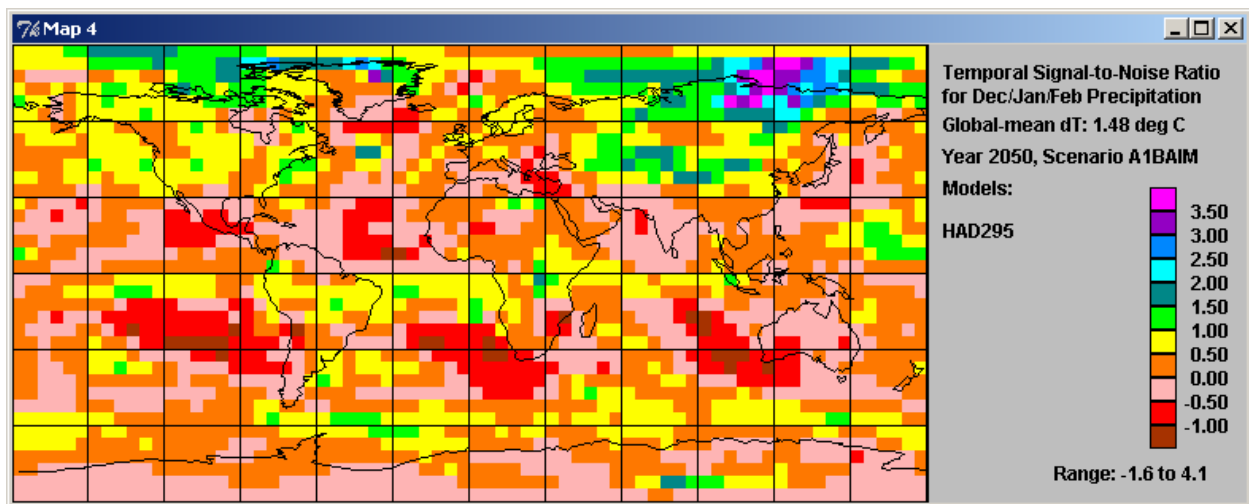 Map 4
Temporal Signal-to-Noise Ratio
for Dec/Jan/Feb Precipitation
Global-mean dT: 1.48 deg C
Year 2050, Scenario A1BAIM
Models:
HAD295
3.50
3.00
2.50
2.00
1.50
1.00
0.50
0.00
-0.50
-1.00
Range: -1.6 to 4.1